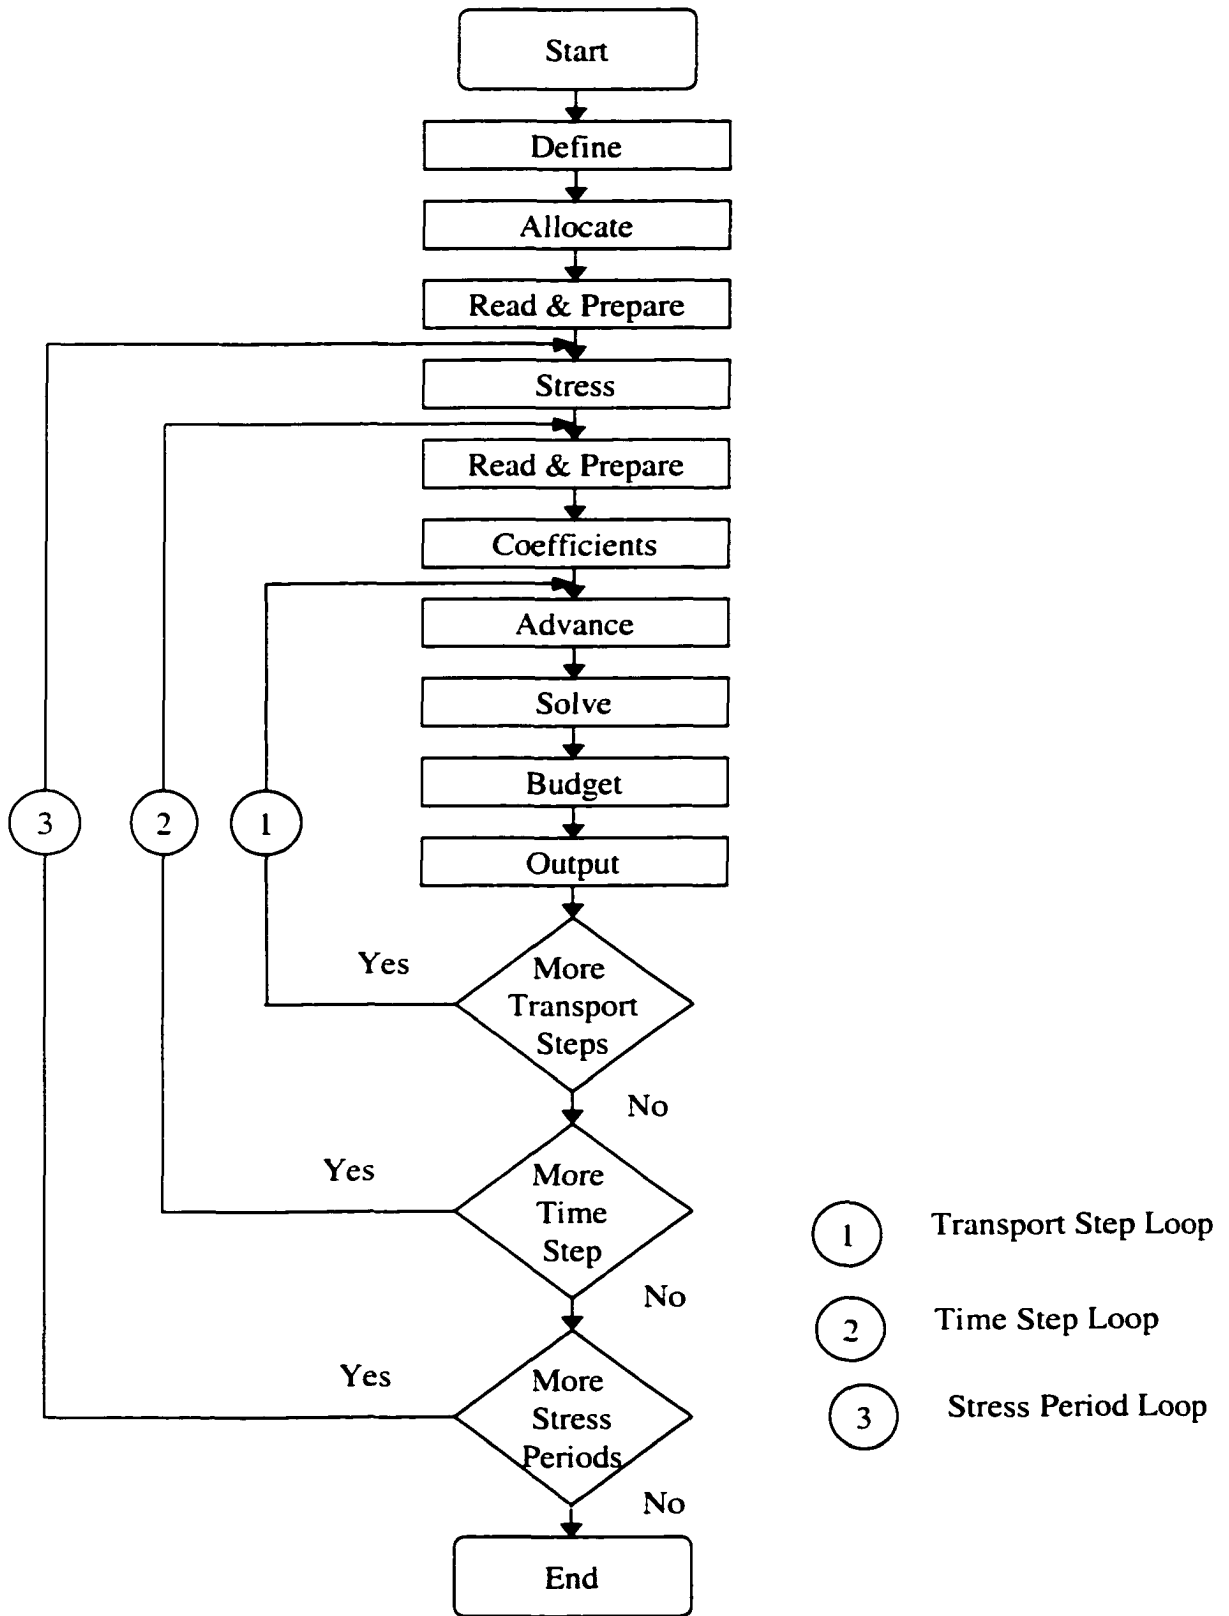 Start
Define
Allocate
Read & Prepare
Stress
Read & Prepare
Coefficients
Advance
Solve
Budget
3
2
1
Output
Yes
More
Transport
Steps
No
Yes
More
Time
Step
No
Yes
More
Stress
Periods
No
End
1 Transport Step Loop
2 Time Step Loop
3 Stress Period Loop